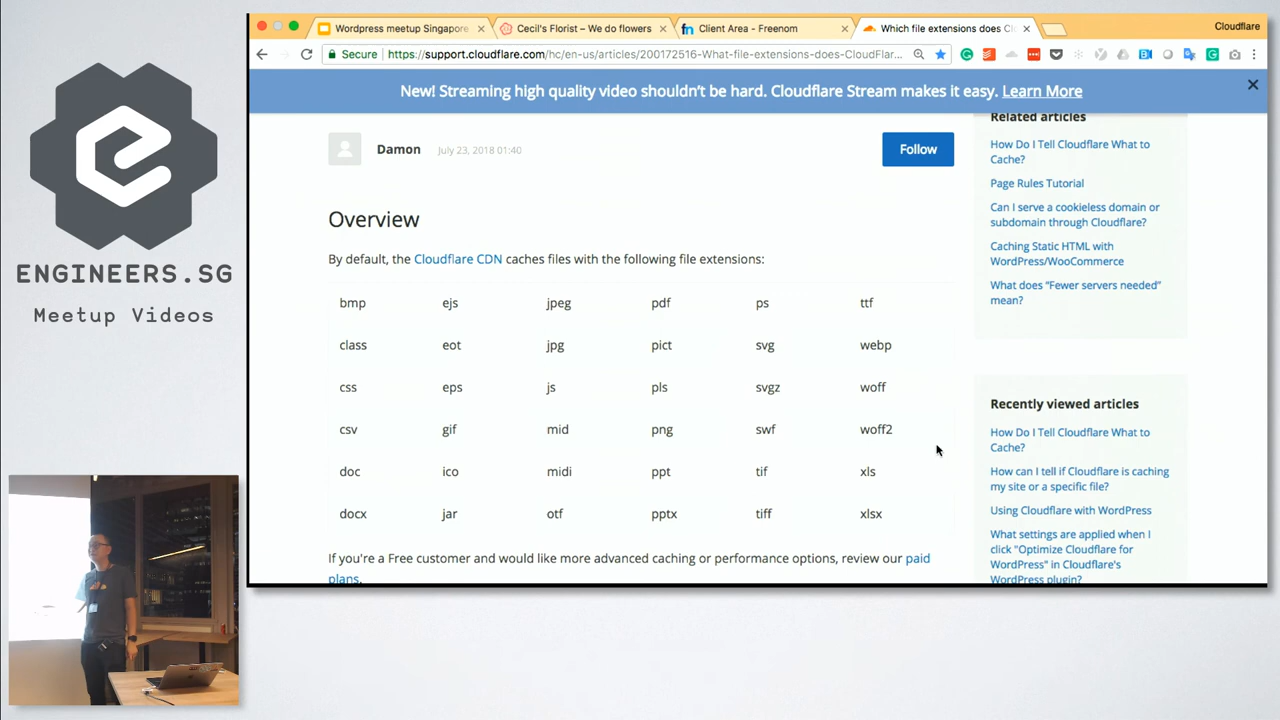 ENGINEERS.SG
Meetup Videos
Wordpress meetup Singapore
Cecil's Florist – We do flowers
Client Area - Freenom
Which file extensions does Clo
Cloudflare
Secure
https://support.cloudflare.com/hc/en-us/articles/200172516-What-file-extensions-does-CloudFlar...
New! Streaming high quality video shouldn't be hard. Cloudflare Stream makes it easy. Learn More
Damon July 23, 2018 01:40
Follow
Overview
By default, the Cloudflare CDN caches files with the following file extensions:
bmp ejs jpeg pdf ps ttf
class eot jpg pict svg webp
css eps js pls svgz woff
csv gif mid png swf woff2
doc ico midi ppt tif xls
docx jar otf pptx tiff xlsx
If you're a Free customer and would like more advanced caching or performance options, review our paid
plans.
Related articles
How Do I Tell Cloudflare What to
Cache?
Page Rules Tutorial
Can I serve a cookieless domain or
subdomain through Cloudflare?
Caching Static HTML with
WordPress/WooCommerce
What does "Fewer servers needed"
mean?
Recently viewed articles
How Do I Tell Cloudflare What to
Cache?
How can I tell if Cloudflare is caching
my site or a specific file?
Using Cloudflare with WordPress
What settings are applied when I
click "Optimize Cloudflare for
WordPress" in Cloudflare's
WordPress plugin?